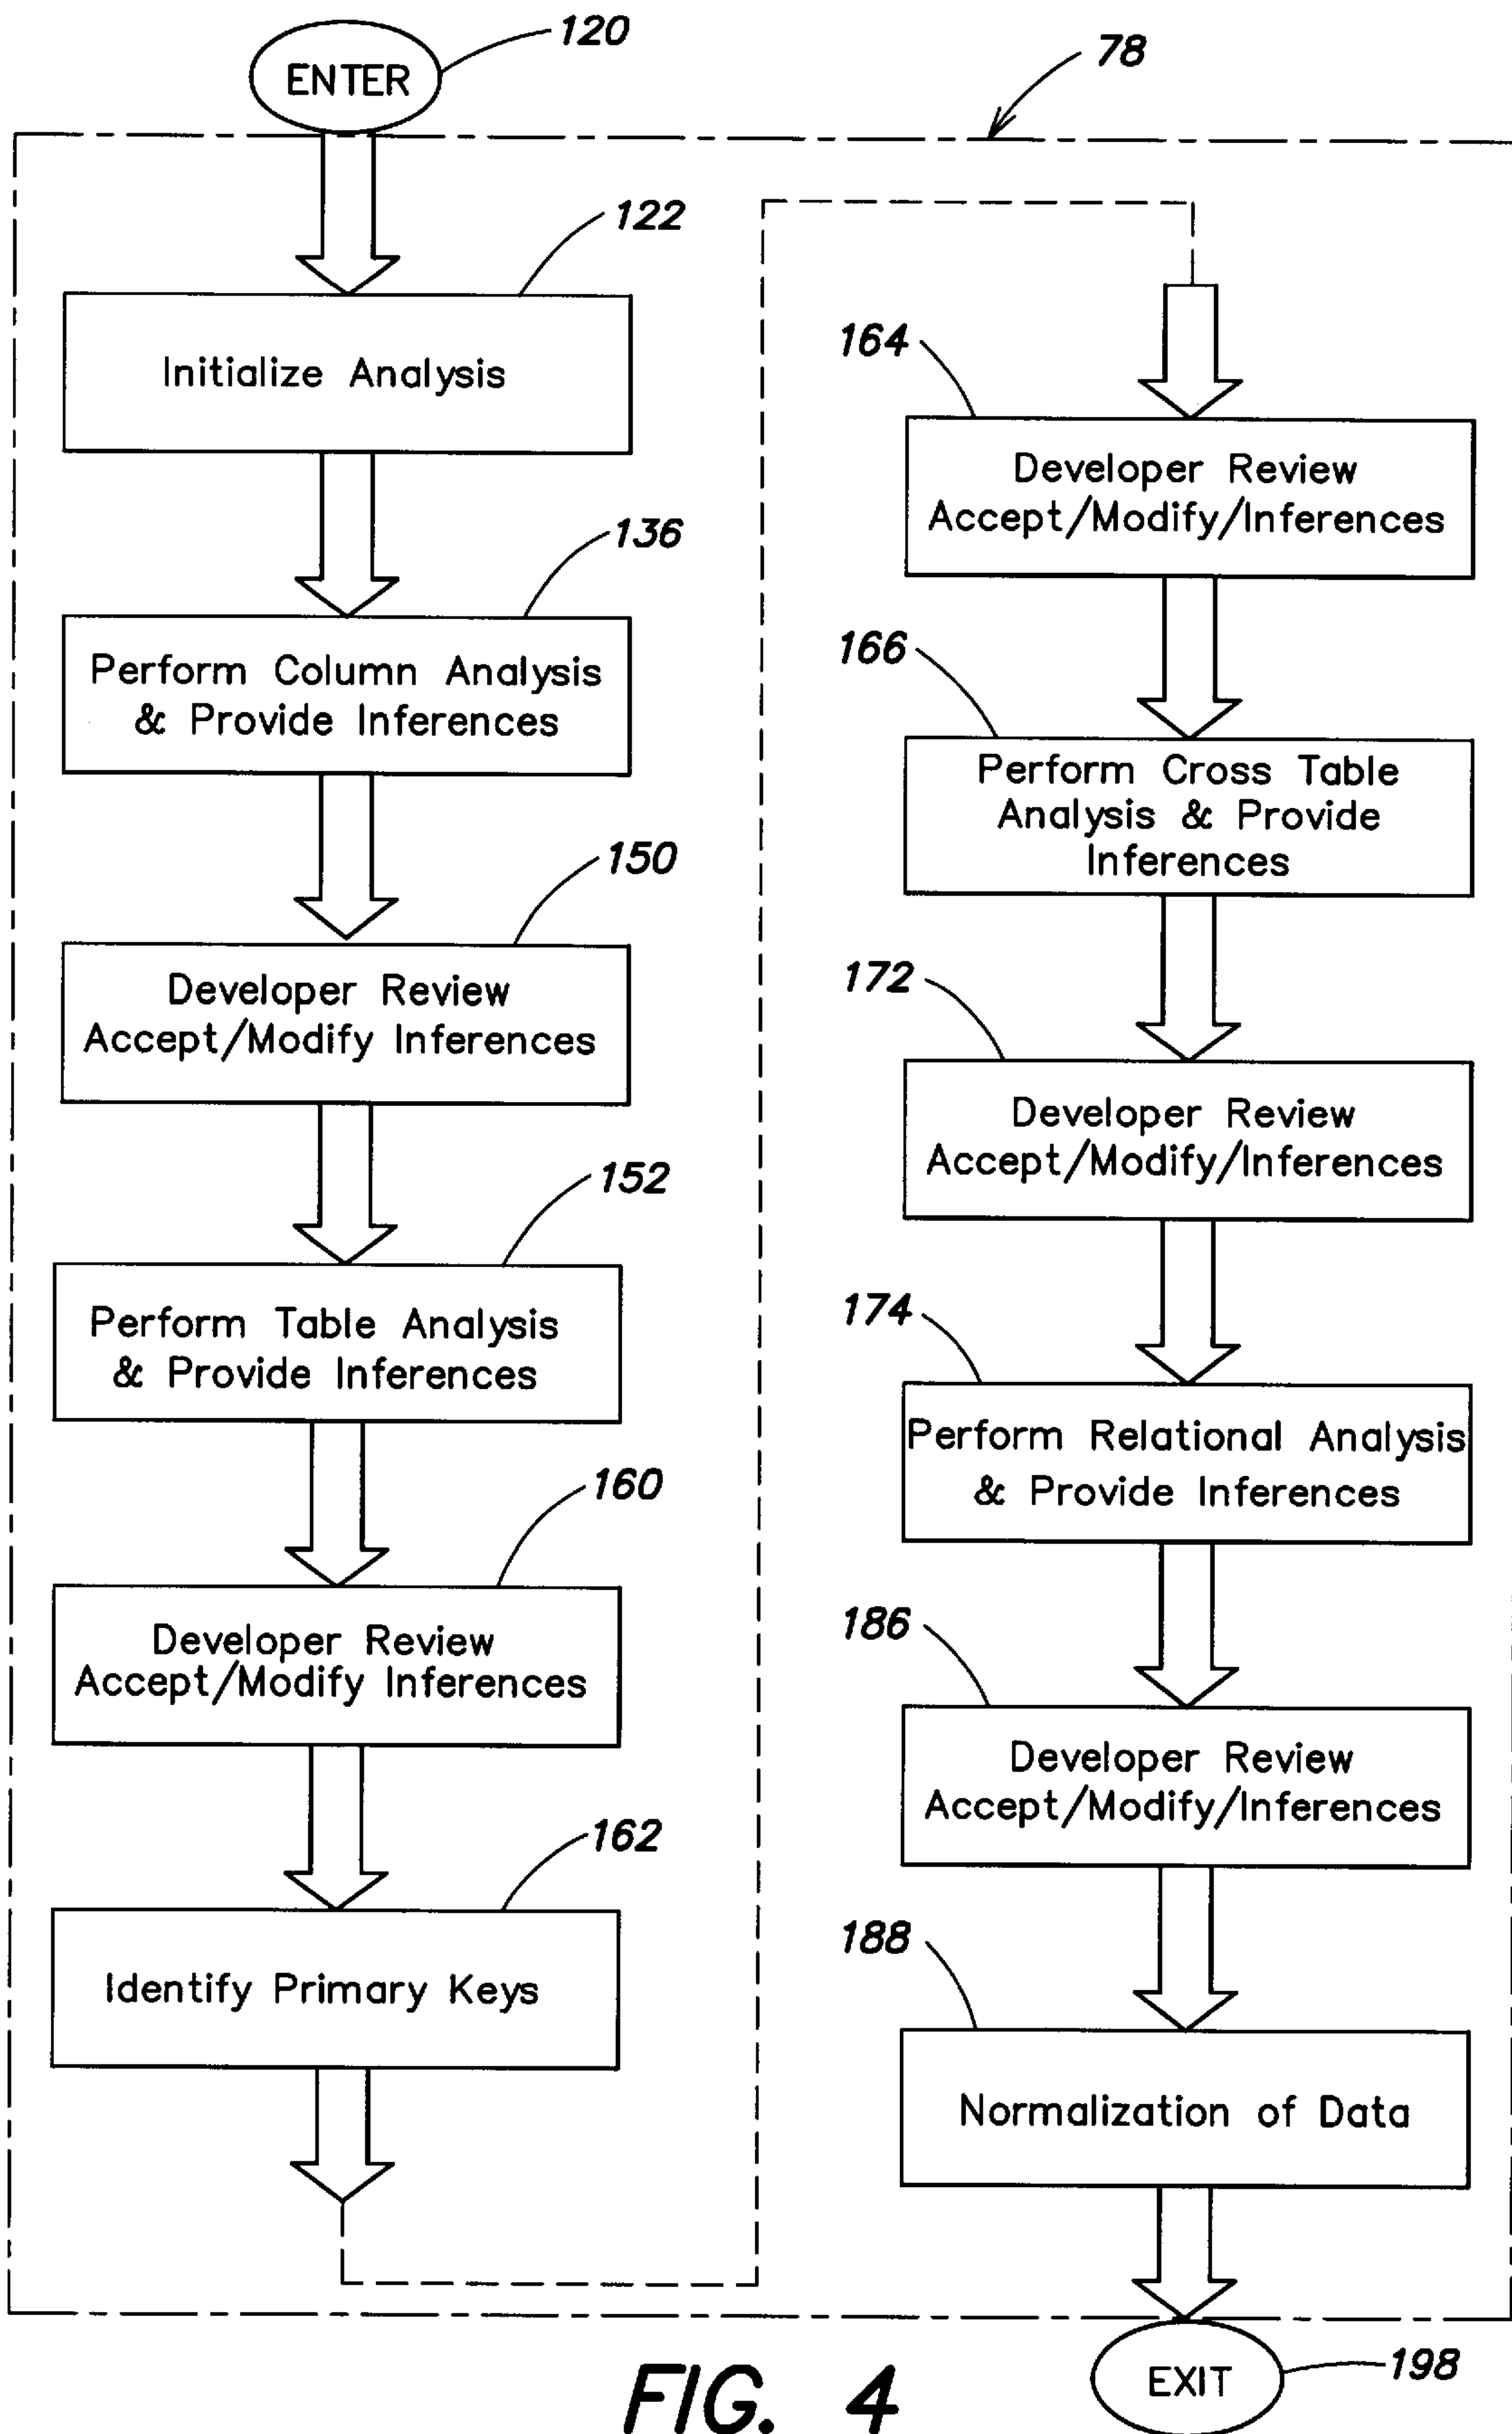 120
ENTER
78
122
Initialize Analysis
136
Perform Column Analysis
& Provide Inferences
150
Developer Review
Accept/Modify Inferences
152
Perform Table Analysis
& Provide Inferences
160
Developer Review
Accept/Modify Inferences
162
Identify Primary Keys
164
Developer Review
Accept/Modify/Inferences
166
Perform Cross Table
Analysis & Provide
Inferences
172
Developer Review
Accept/Modify/Inferences
174
Perform Relational Analysis
& Provide Inferences
186
Developer Review
Accept/Modify/Inferences
188
Normalization of Data
EXIT
198
FIG. 4